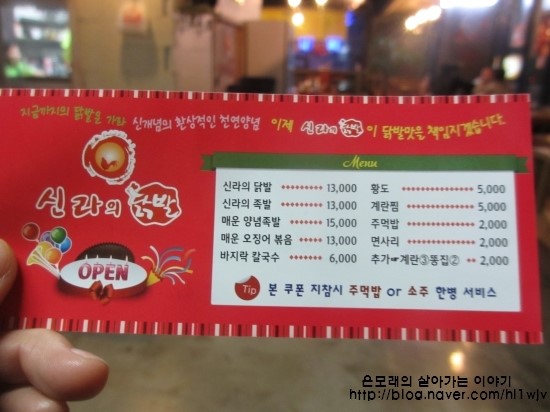 지금까지의 닭발은 가라 신개념의 환상적인 천연양념 이제 신라의 닭발이 닭발맛을 책임지겠습니다
신라의 닭발
OPEN
Menu
신라의 닭발 13,000
신라의 족발 13,000
매운 양념족발 15,000
매운 오징어 볶음 13,000
바지락 칼국수 6,000
황도 5,000
계란찜 5,000
주먹밥 2,000
면사리 2,000
추가☞계란③똥집② 2,000
Tip 본 쿠폰 지참시 주먹밥 or 소주 한병 서비스
은모래의 살아가는 이야기
http://blog.naver.com/hl1wjv